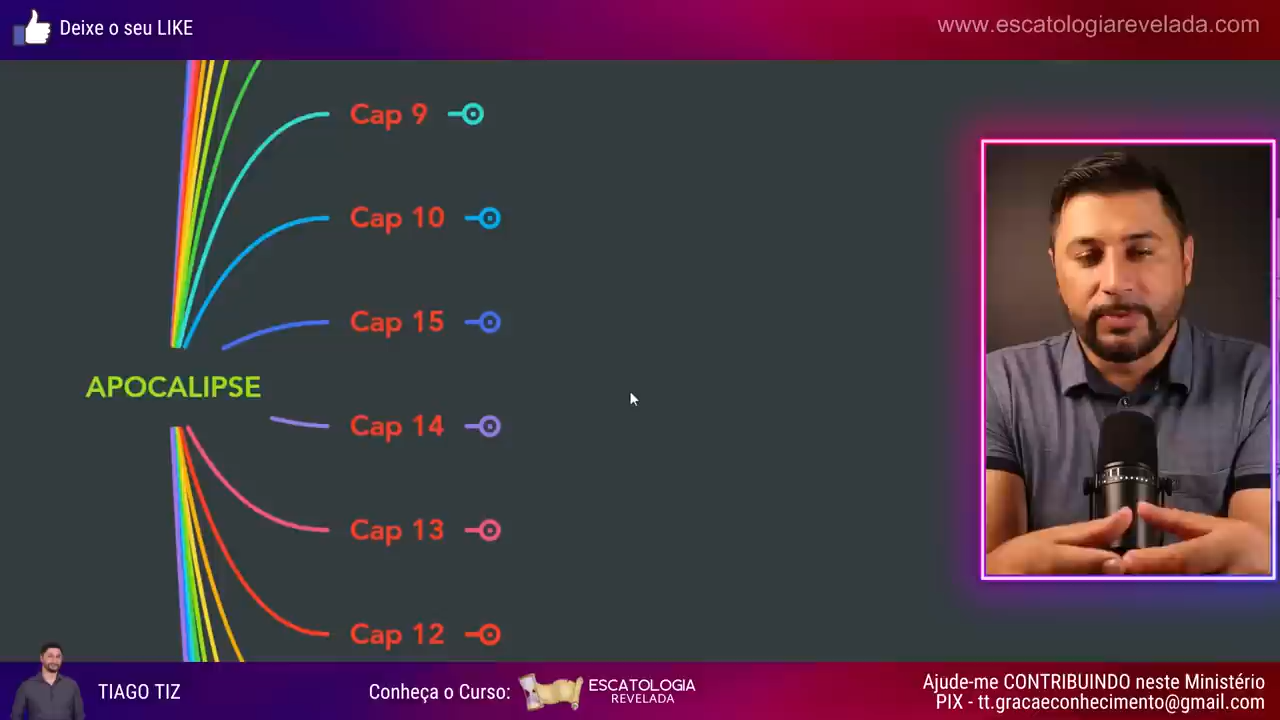 Deixe o seu LIKE
www.escatologiarevelada.com
Cap 9
Cap 10
Cap 15
APOCALIPSE
Cap 14
Cap 13
Cap 12
TIAGO TIZ
Conheça o Curso:
ESCATOLOGIA
REVELADA
Ajude-me CONTRIBUINDO neste Ministério
PIX - tt.gracaeconhecimento@gmail.com